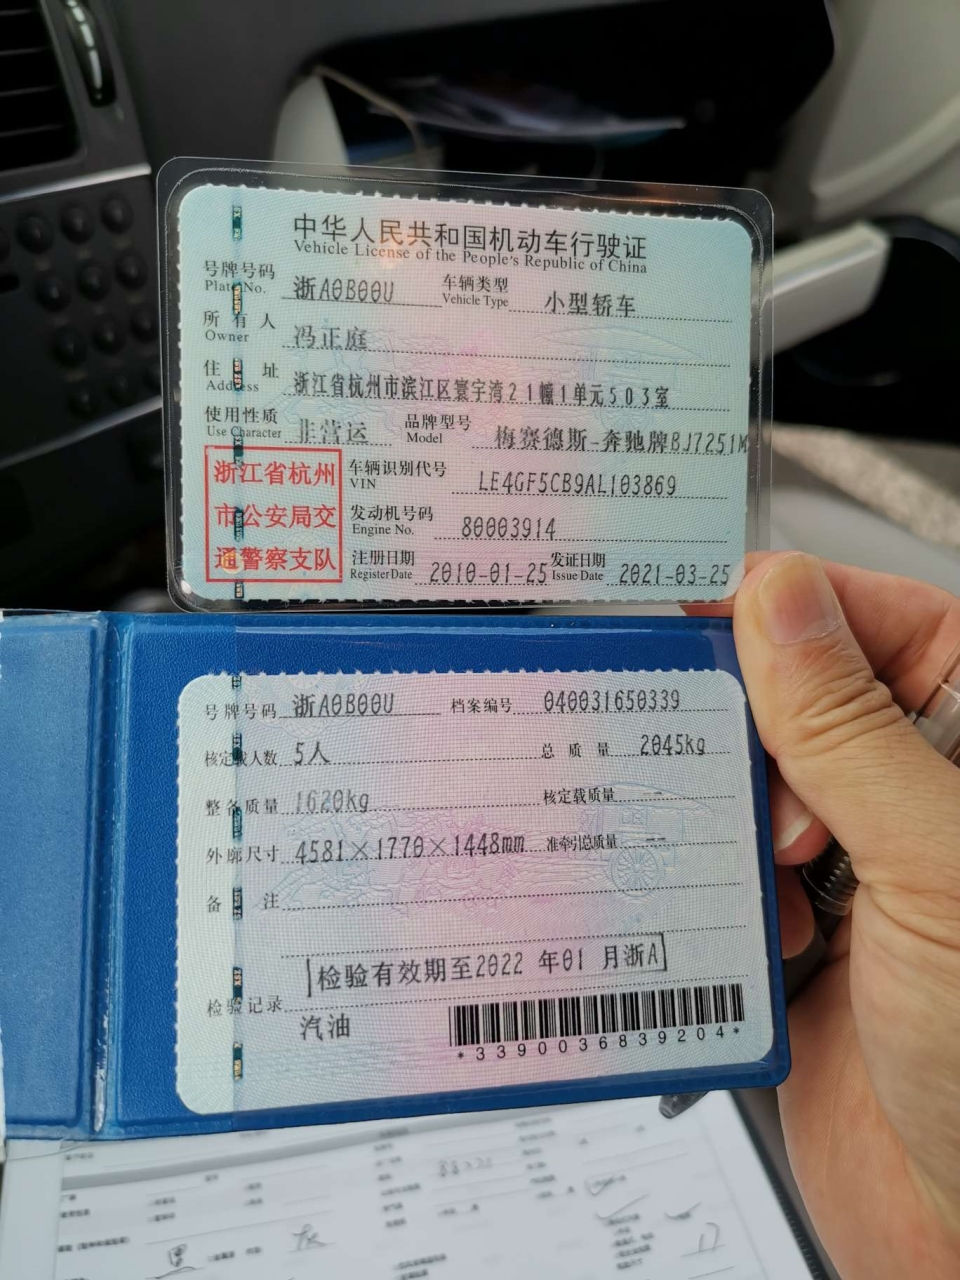 中华人民共和国机动车行驶证
Vehicle License of the People's Republic of China
号牌号码 浙A0B00U 车辆类型 小型轿车
Plate No. Vehicle Type
所有人 冯正庭
Owner
住址 浙江省杭州市滨江区寰宇湾21幢1单元503室
Address
使用性质 非营运 品牌型号 梅赛德斯-奔驰牌BJ7251M
Use Character Model
浙江省杭州
市公安局交
通警察支队
车辆识别代号 LE4GF5CB9AL103869
VIN
发动机号码 80003914
Engine No.
注册日期 2010-01-25 发证日期 2021-03-25
Register Date Issue Date
号牌号码 浙A0B00U 档案编号 040031650339
核定载人数 5人 总质量 2045kg
整备质量 1620kg 核定载质量 --
外廓尺寸 4581×1770×1448mm 准牵引总质量 --
备注
检验有效期至2022年01月浙A
检验记录
汽油
*3390036839204*